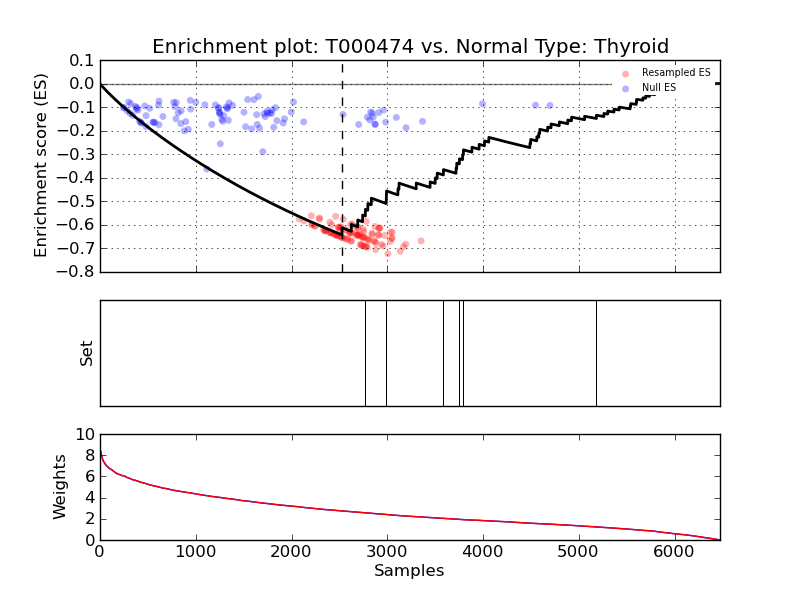 Enrichment plot: T000474 vs. Normal Type: Thyroid
Enrichment score (ES)
0.1
0.0
−0.1
−0.2
−0.3
−0.4
−0.5
−0.6
−0.7
−0.8
Resampled ES
Null ES
Set
Weights
10
8
6
4
2
0
0 1000 2000 3000 4000 5000 6000
Samples